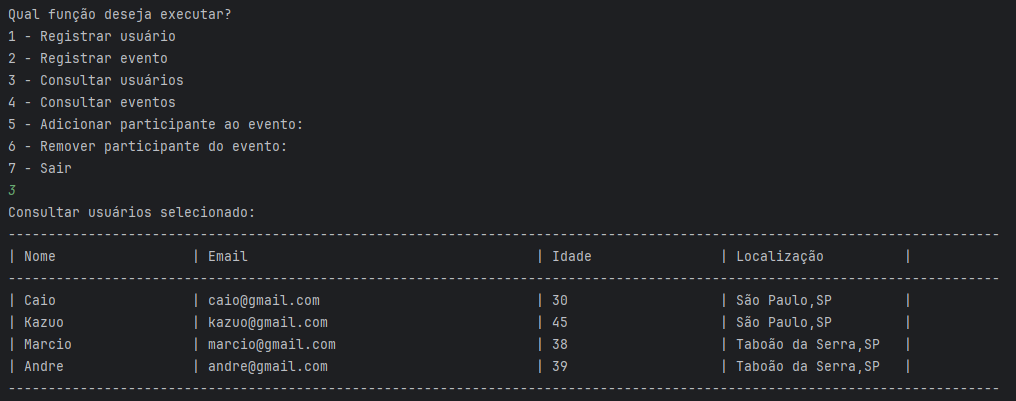 Qual função deseja executar?
1 - Registrar usuário
2 - Registrar evento
3 - Consultar usuários
4 - Consultar eventos
5 - Adicionar participante ao evento:
6 - Remover participante do evento:
7 - Sair
3
Consultar usuários selecionado:
----------------------------------------------------------------------------------------------------------------------------
| Nome                 | Email                                    | Idade                | Localização          |
----------------------------------------------------------------------------------------------------------------------------
| Caio                 | caio@gmail.com                           | 30                   | São Paulo,SP         |
| Kazuo                | kazuo@gmail.com                          | 45                   | São Paulo,SP         |
| Marcio               | marcio@gmail.com                         | 38                   | Taboão da Serra,SP   |
| Andre                | andre@gmail.com                          | 39                   | Taboão da Serra,SP   |
----------------------------------------------------------------------------------------------------------------------------